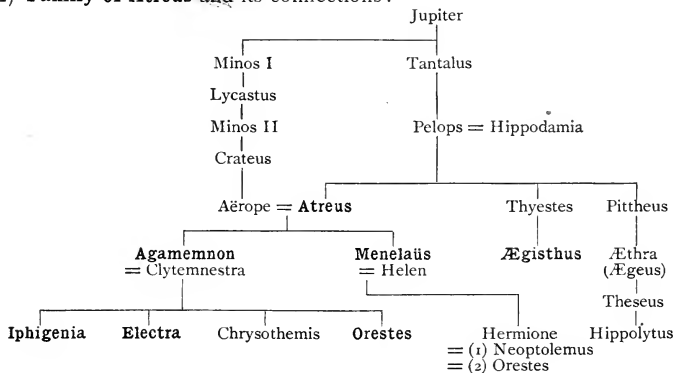 Family of Atreus and its connections:
Jupiter
Minos I Tantalus
Lycastus
Minos II Pelops = Hippodamia
Crateus
Aërope = Atreus Thyestes Pittheus
Agamemnon Menelaüs Ægisthus Æthra
= Clytemnestra = Helen (Ægeus)
Theseus
Iphigenia Electra Chrysothemis Orestes Hermione Hippolytus
= (1) Neoptolemus
= (2) Orestes